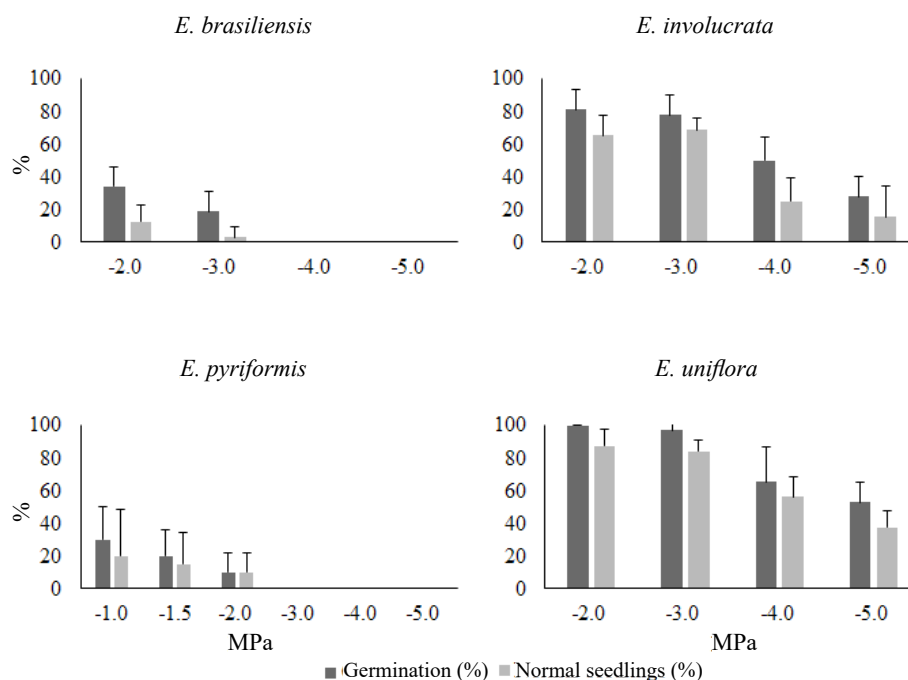 E. brasiliensis
E. involucrata
100
80
60
40
20
0
%
-2.0 -3.0 -4.0 -5.0
100
80
60
40
20
0
-2.0 -3.0 -4.0 -5.0
E. pyriformis
E. uniflora
100
80
60
40
20
0
%
-1.0 -1.5 -2.0 -3.0 -4.0 -5.0
MPa
100
80
60
40
20
0
-2.0 -3.0 -4.0 -5.0
MPa
Germination (%) Normal seedlings (%)